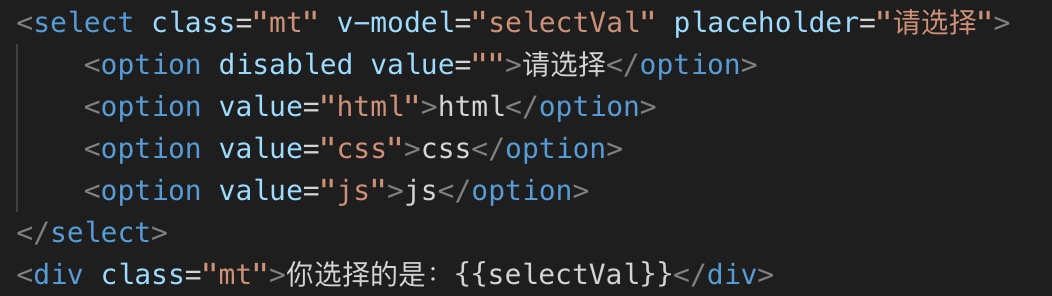 <select class="mt" v-model="selectVal" placeholder="请选择">
    <option disabled value="">请选择</option>
    <option value="html">html</option>
    <option value="css">css</option>
    <option value="js">js</option>
</select>
<div class="mt">你选择的是：{{selectVal}}</div>